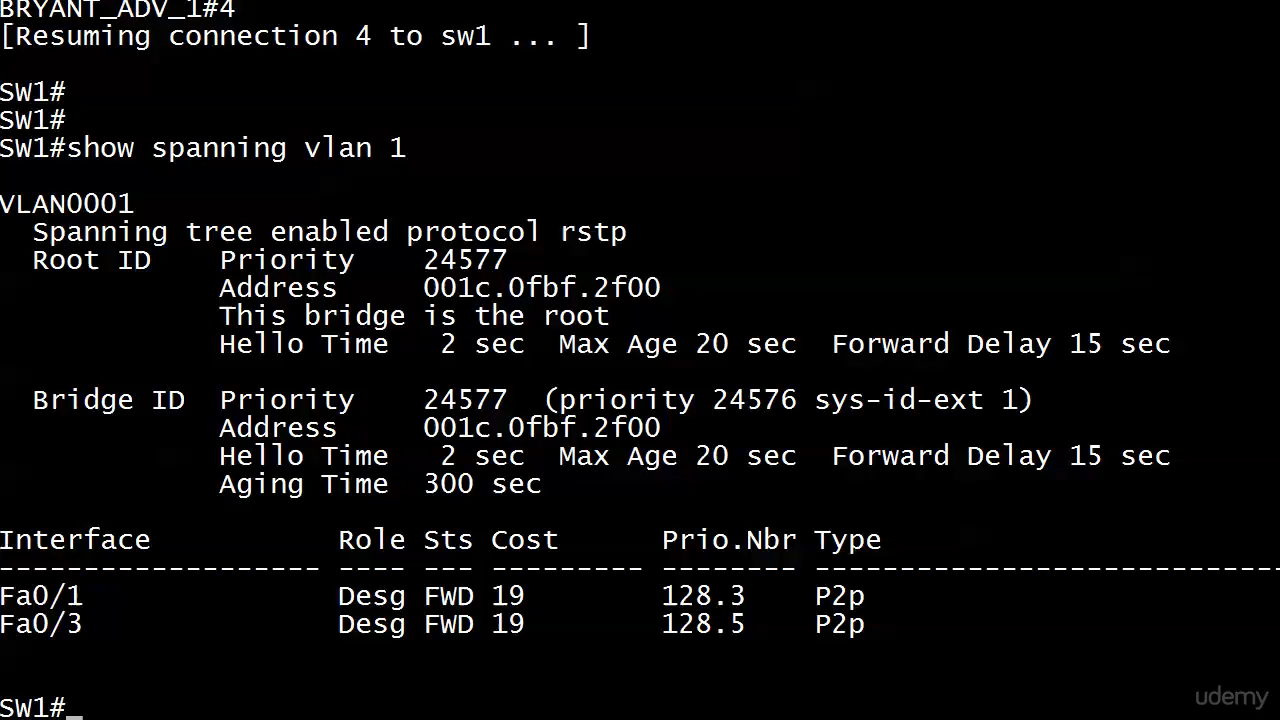 BRYANT_ADV_1#4
[Resuming connection 4 to sw1 ... ]
SW1#
SW1#
SW1#show spanning vlan 1
VLAN0001
  Spanning tree enabled protocol rstp
  Root ID    Priority    24577
             Address     001c.0fbf.2f00
             This bridge is the root
             Hello Time   2 sec  Max Age 20 sec  Forward Delay 15 sec
  Bridge ID  Priority    24577  (priority 24576 sys-id-ext 1)
             Address     001c.0fbf.2f00
             Hello Time   2 sec  Max Age 20 sec  Forward Delay 15 sec
             Aging Time  300 sec
Interface           Role Sts Cost      Prio.Nbr Type
------------------- ---- --- --------- -------- ----------------------------
Fa0/1               Desg FWD 19        128.3    P2p
Fa0/3               Desg FWD 19        128.5    P2p
SW1#
udemy